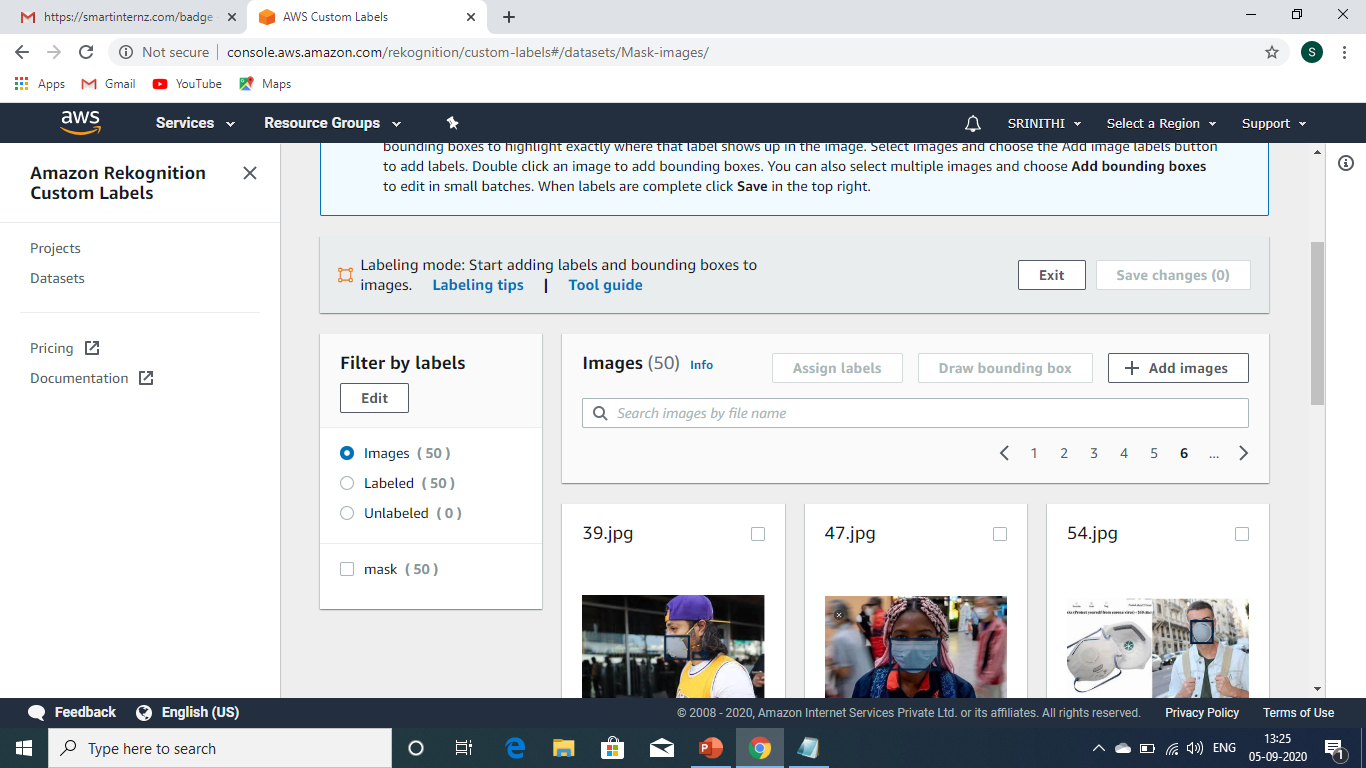 https://smartinternz.com/badge
AWS Custom Labels
Not secure | console.aws.amazon.com/rekognition/custom-labels#/datasets/Mask-images/
S
Apps Gmail YouTube Maps
aws Services Resource Groups SRINITHI Select a Region Support
Amazon Rekognition
Custom Labels
Projects
Datasets
Pricing
Documentation
bounding boxes to highlight exactly where that label shows up in the image. Select images and choose the Add image labels button
to add labels. Double click an image to add bounding boxes. You can also select multiple images and choose Add bounding boxes
to edit in small batches. When labels are complete click Save in the top right.
Labeling mode: Start adding labels and bounding boxes to
images. Labeling tips | Tool guide
Exit Save changes (0)
Filter by labels
Edit
Images ( 50 )
Labeled ( 50 )
Unlabeled ( 0 )
mask ( 50 )
Images (50) Info Assign labels Draw bounding box + Add images
Search images by file name
1 2 3 4 5 6 ...
39.jpg 47.jpg 54.jpg
Feedback English (US) © 2008 - 2020, Amazon Internet Services Private Ltd. or its affiliates. All rights reserved. Privacy Policy Terms of Use
Type here to search
ENG
13:25
05-09-2020
1